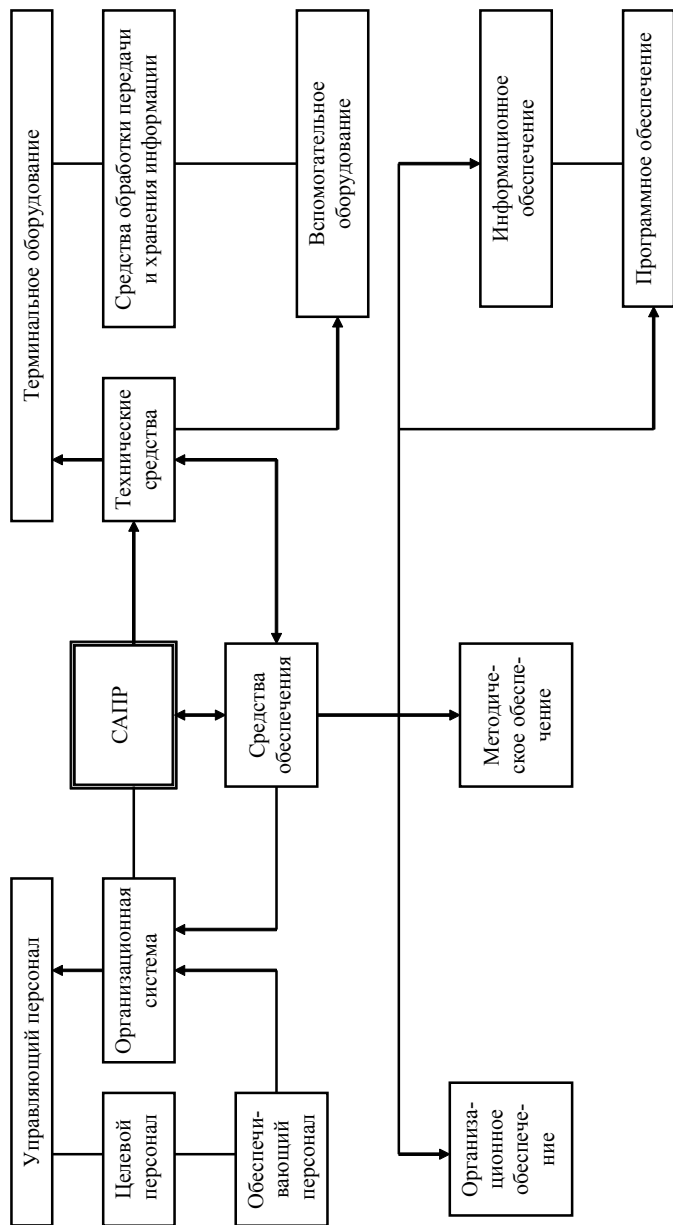 Управляющий персонал
Терминальное оборудование
Целевой
персонал
Организационная
система
САПР
Технические
средства
Средства обработки передачи
и хранения информации
Обеспечи-
вающий
персонал
Средства
обеспечения
Вспомогательное
оборудование
Организа-
ционное
обеспече-
ние
Методиче-
ское обеспе-
чение
Информационное
обеспечение
Программное обеспечение